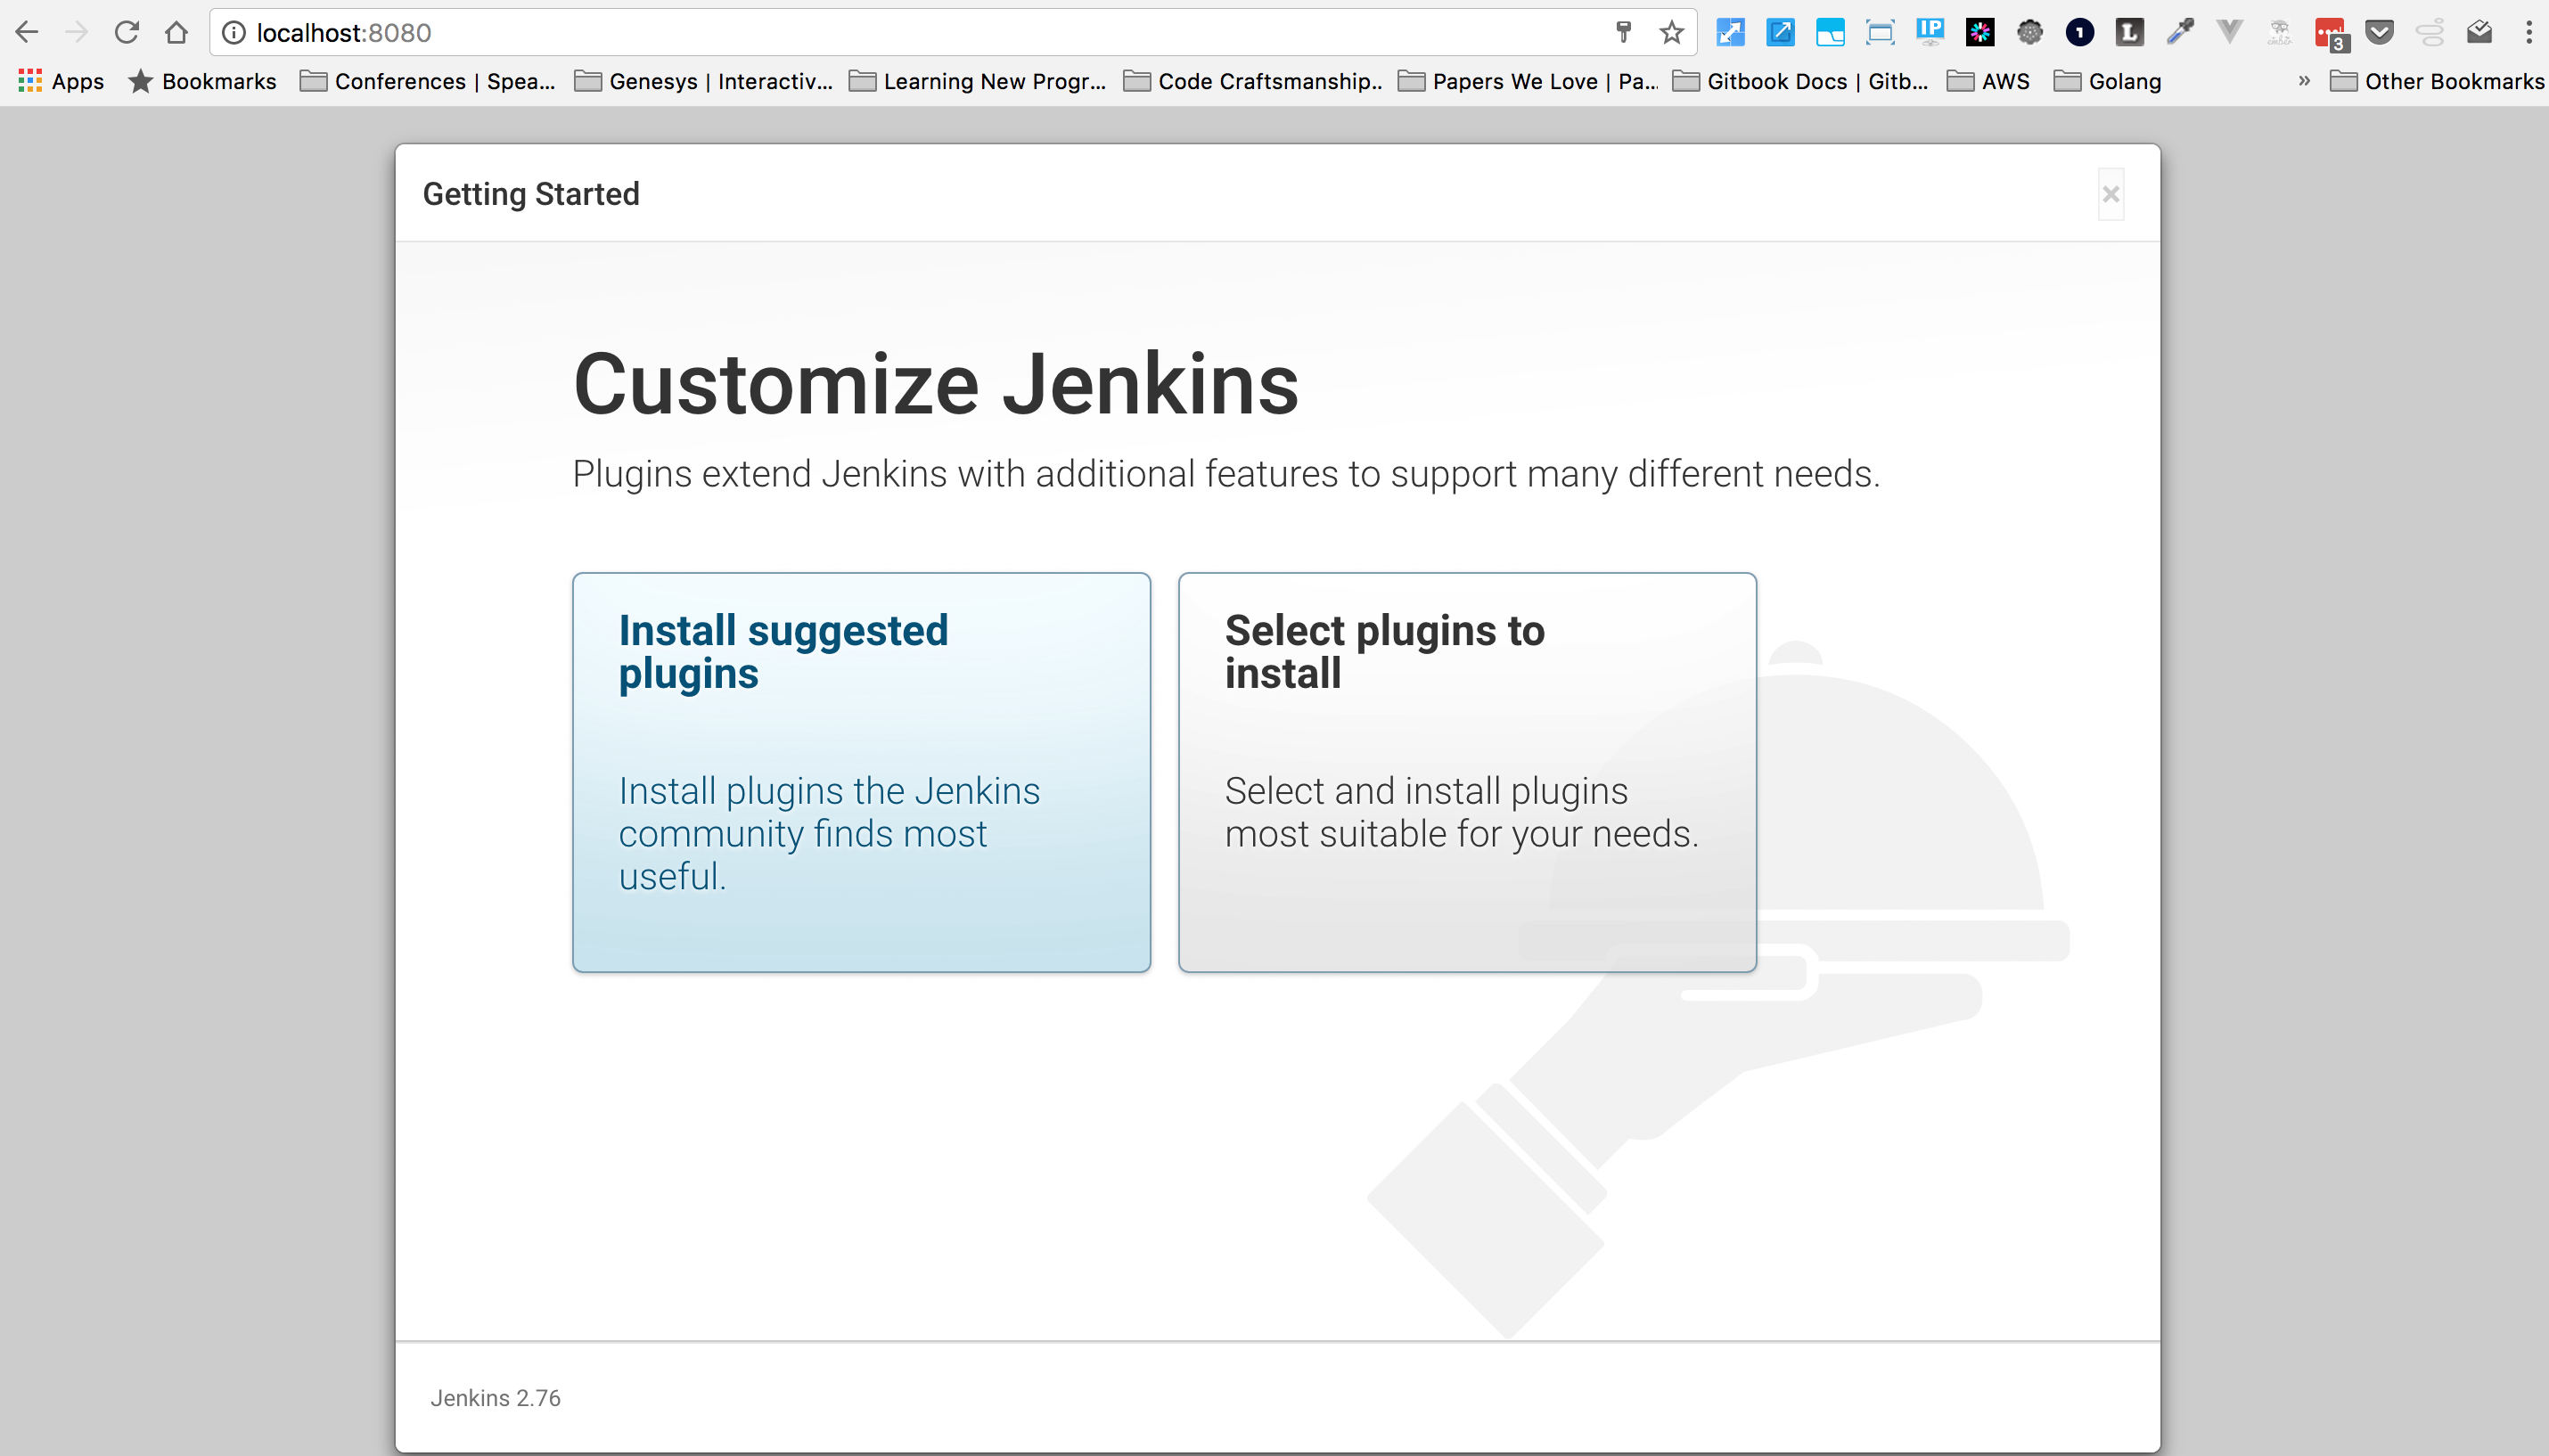 localhost:8080
IP
1
L
3
Apps
Bookmarks
Conferences | Spea...
Genesys | Interactiv...
Learning New Progr...
Code Craftsmanship..
Papers We Love | Pa...
Gitbook Docs | Gitb...
AWS
Golang
»
Other Bookmarks
Getting Started
×
Customize Jenkins
Plugins extend Jenkins with additional features to support many different needs.
Install suggested
plugins
Install plugins the Jenkins
community finds most
useful.
Select plugins to
install
Select and install plugins
most suitable for your needs.
Jenkins 2.76